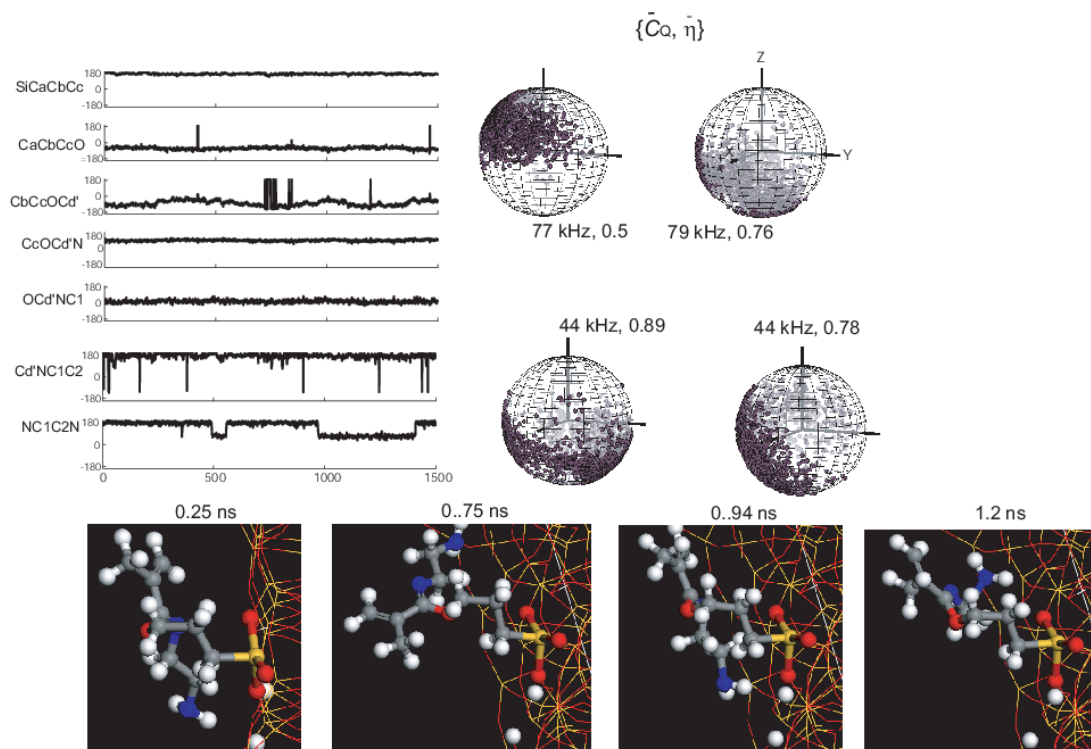 {C̄Q, η̄}
SiCaCbCc
180
0
-180
CaCbCcO
180
0
-180
CbCcOCd'
180
0
-180
CcOCd'N
180
0
-180
OCd'NC1
180
0
-180
Cd'NC1C2
180
0
-180
NC1C2N
180
0
-180
0 500 1000 1500
Z
X
Y
77 kHz, 0.5
79 kHz, 0.76
44 kHz, 0.89
44 kHz, 0.78
0.25 ns
0..75 ns
0..94 ns
1.2 ns